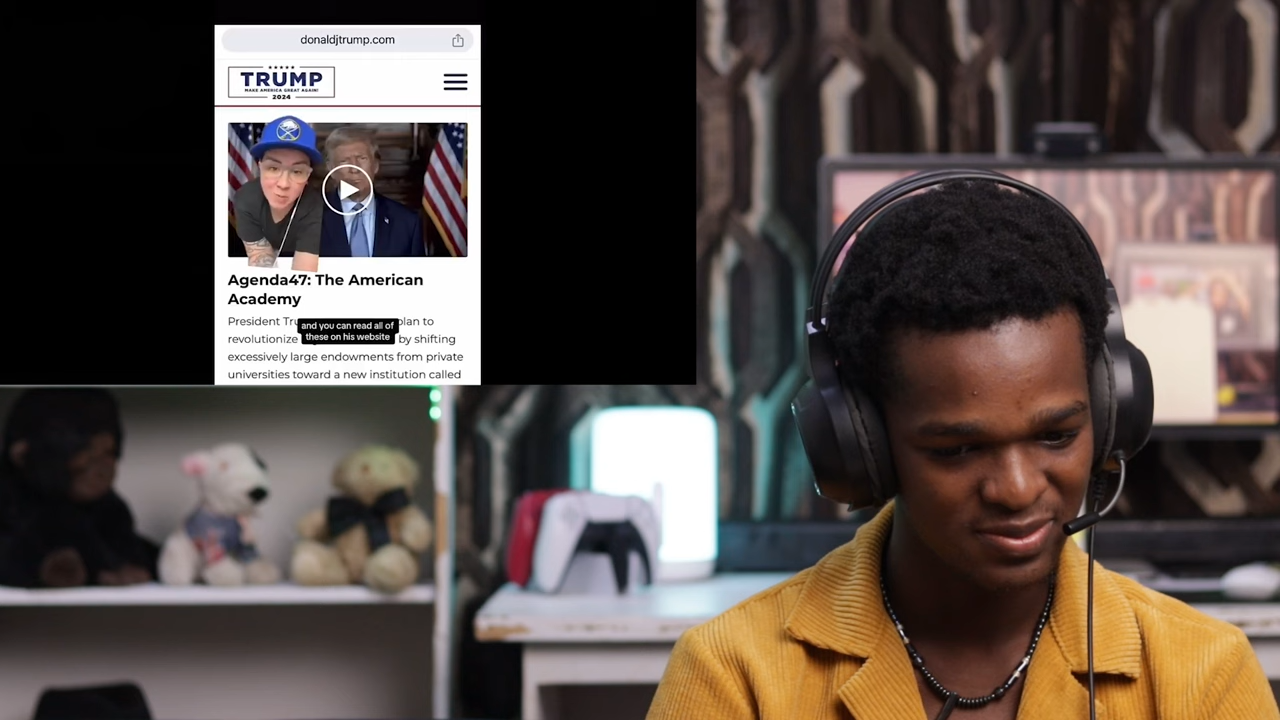 donaldjtrump.com
TRUMP
MAKE AMERICA GREAT AGAIN!
2024
Agenda47: The American
Academy
President Tru plan to
and you can read all of
these on his website
revolutionize by shifting
excessively large endowments from private
universities toward a new institution called